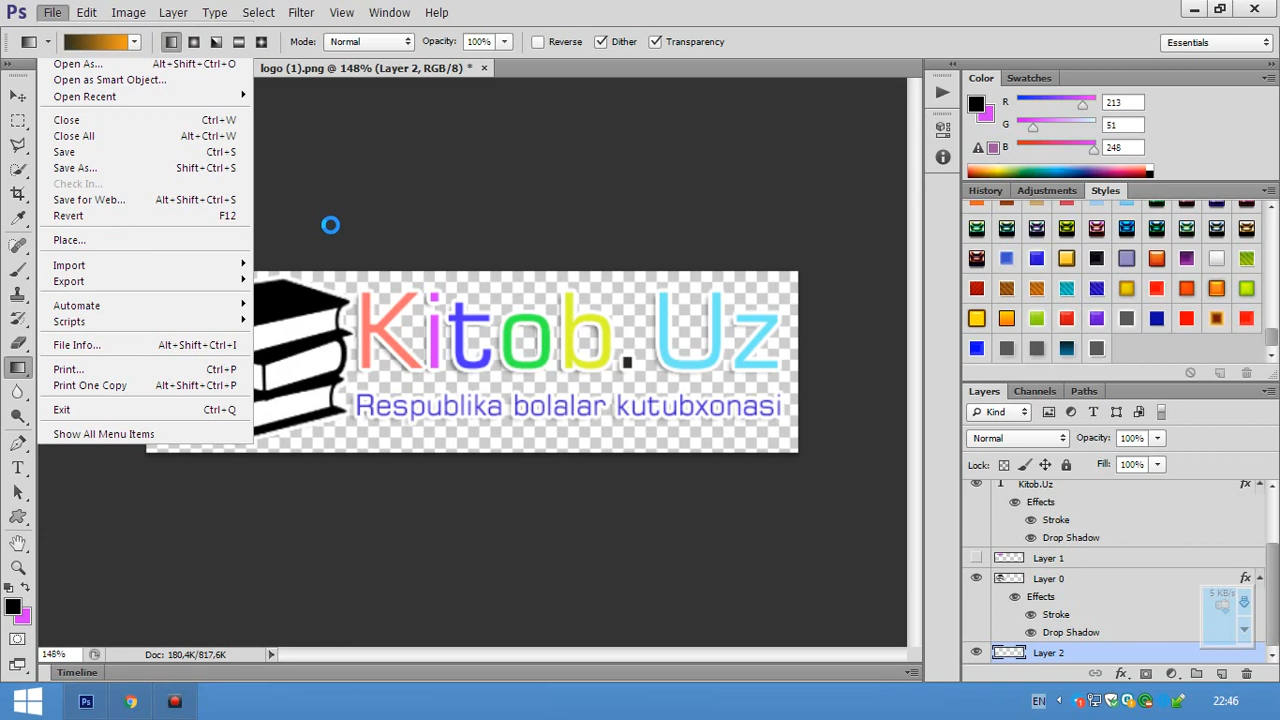 Ps File Edit Image Layer Type Select Filter View Window Help
Mode: Normal Opacity: 100% Reverse Dither Transparency Essentials
logo (1).png @ 148% (Layer 2, RGB/8) * ×
Open As... Alt+Shift+Ctrl+O
Open as Smart Object...
Open Recent
Close Ctrl+W
Close All Alt+Ctrl+W
Save Ctrl+S
Save As... Shift+Ctrl+S
Check In...
Save for Web... Alt+Shift+Ctrl+S
Revert F12
Place...
Import
Export
Automate
Scripts
File Info... Alt+Shift+Ctrl+I
Print... Ctrl+P
Print One Copy Alt+Shift+Ctrl+P
Exit Ctrl+Q
Show All Menu Items
Kitob.Uz
Respublika bolalar kutubxonasi
Color Swatches
R 213
G 51
B 248
History Adjustments Styles
Layers Channels Paths
Kind
Normal Opacity: 100%
Lock: Fill: 100%
T Kitob.Uz fx
Effects
Stroke
Drop Shadow
Layer 1
Layer 0 fx
Effects
Stroke
Drop Shadow
Layer 2
5 KB/s
148% Doc: 180,4K/817,6K
Timeline
Ps EN 22:46